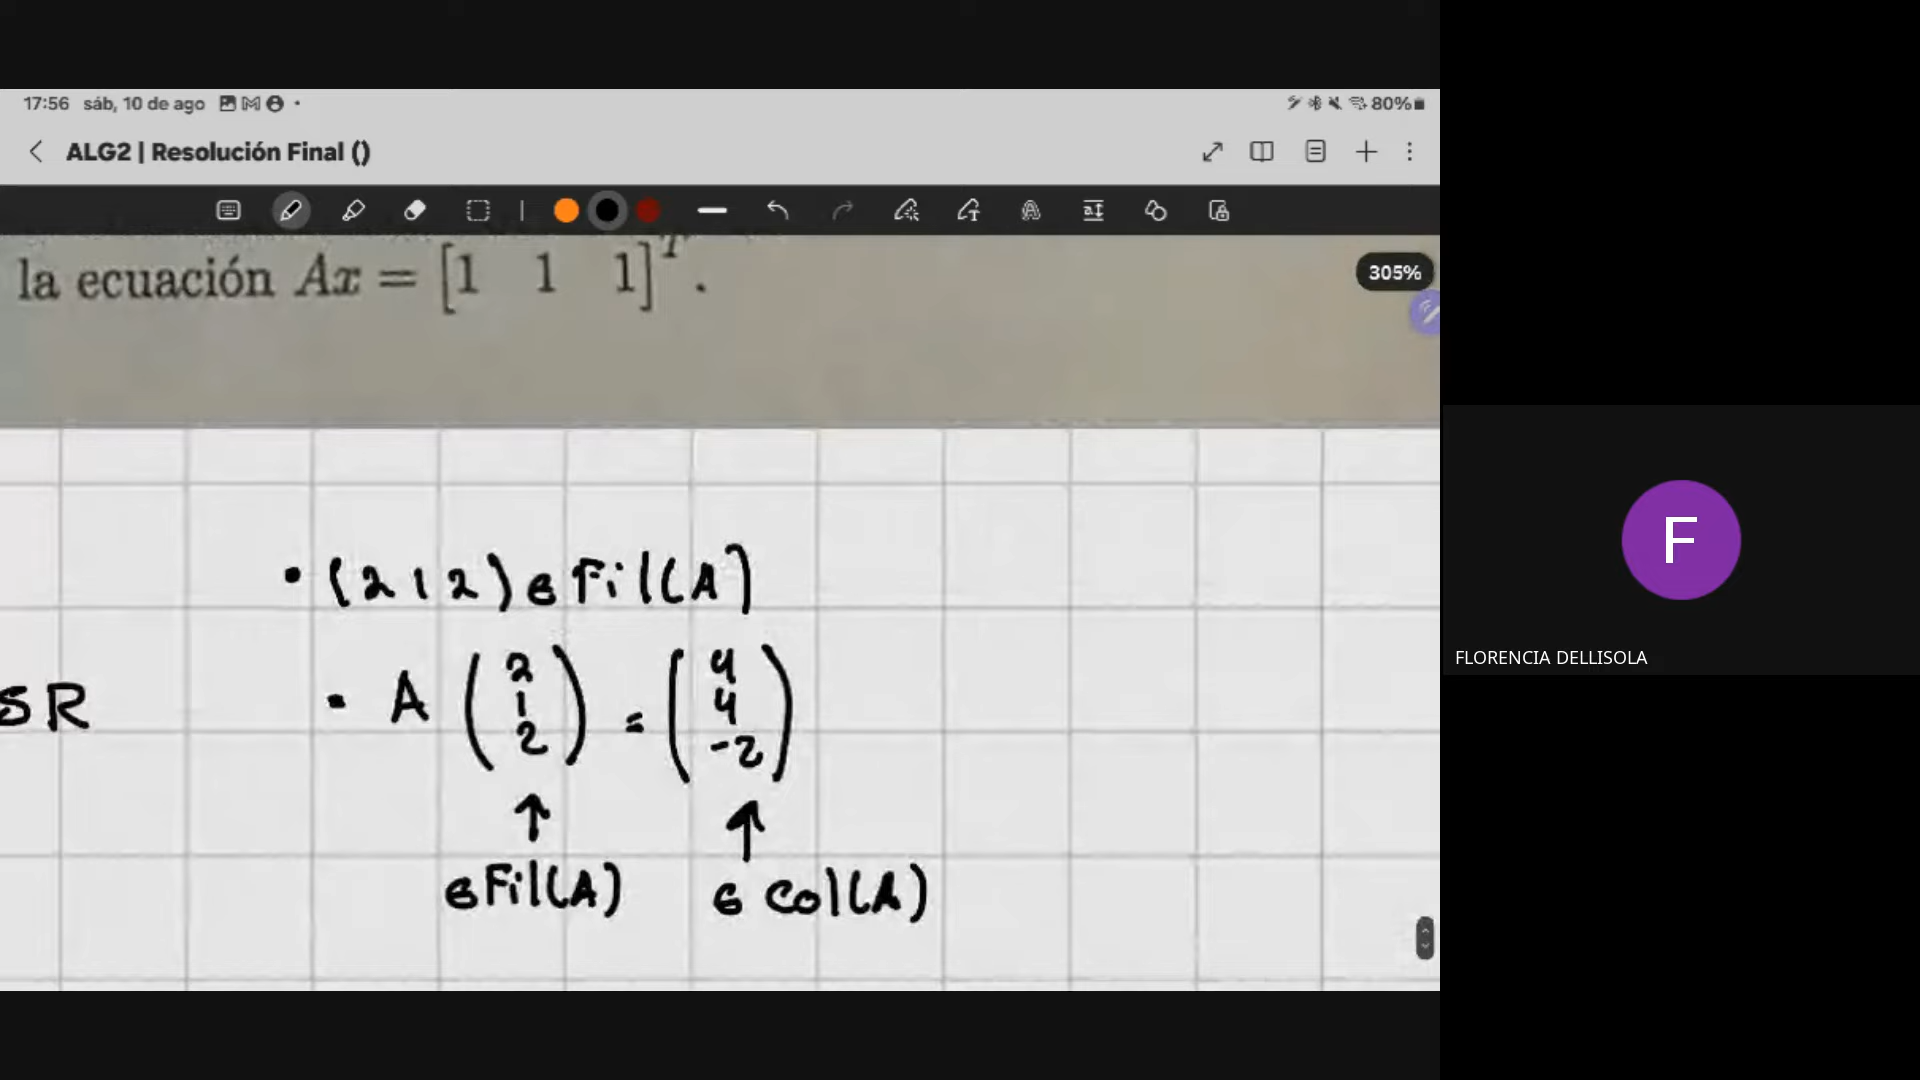 17:56 sáb, 10 de ago
80%
ALG2 | Resolución Final ()
la ecuación Ax = [1 1 1]ᵀ.
305%
• (2 1 2) ∈ Fil(A)
SR
• A (2 1 2) = (4 4 -2)
↑ ↑
∈ Fil(A) ∈ Col(A)
F
FLORENCIA DELLISOLA